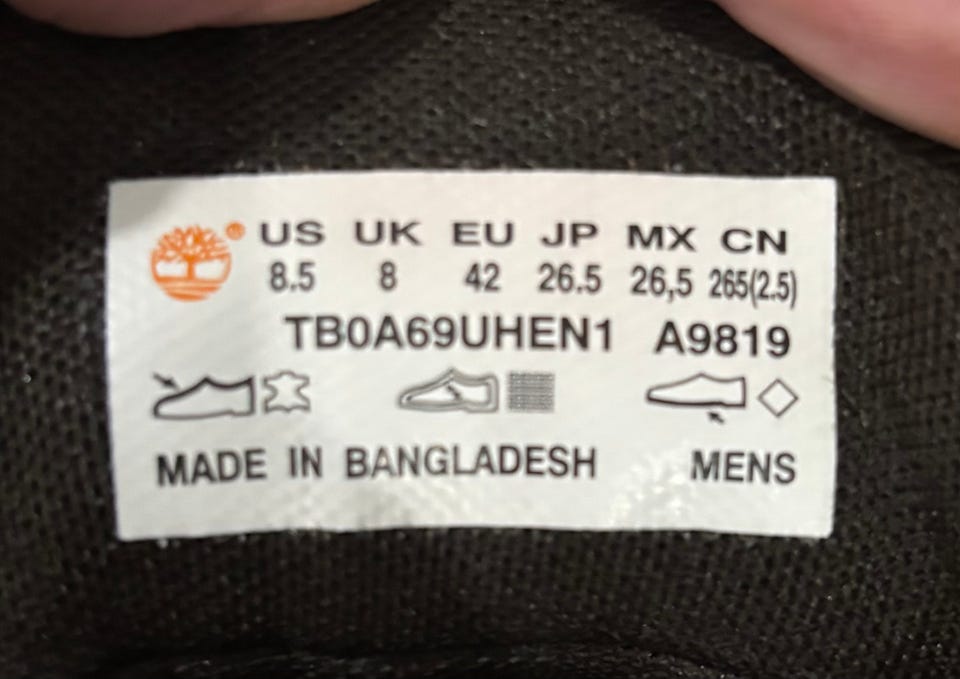 ® US UK EU JP MX CN
8.5 8 42 26.5 26,5 265(2.5)
TB0A69UHEN1 A9819
MADE IN BANGLADESH MENS